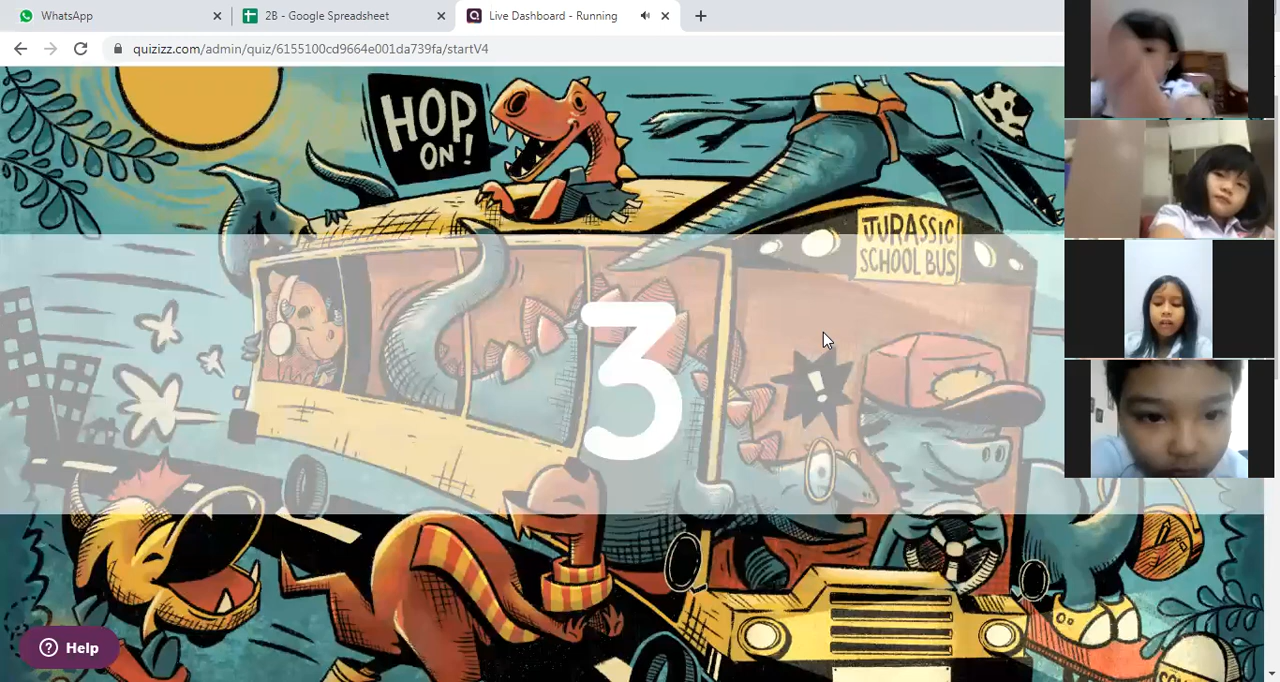 WhatsApp
2B - Google Spreadsheet
Live Dashboard - Running
quizizz.com/admin/quiz/6155100cd9664e001da739fa/startV4
HOP
ON!
JURASSIC
SCHOOL BUS
3
!
Help